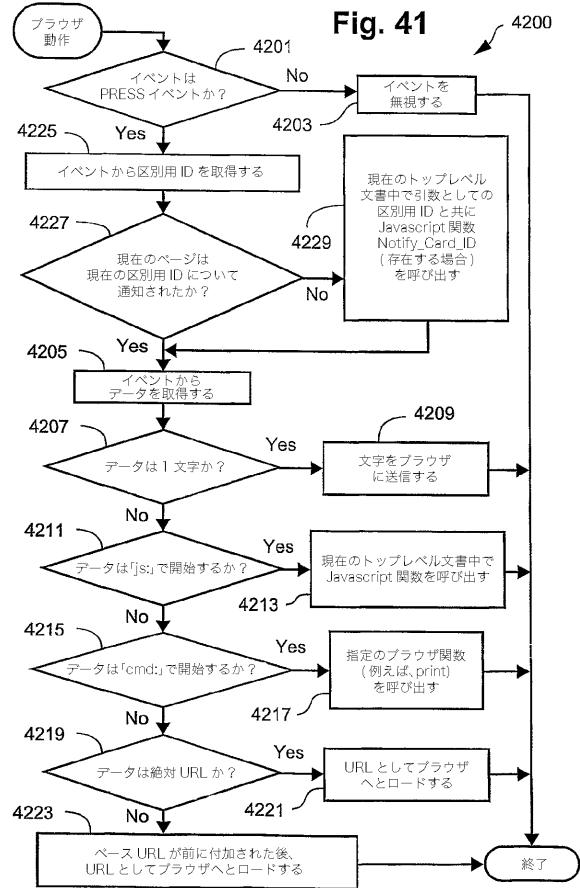 Fig. 41
4200
ブラウザ
動作
4201
イベントは
PRESS イベントか？
No
イベントを
無視する
4203
Yes
4225
イベントから区別用 ID を取得する
4227
現在のページは
現在の区別用 ID について
通知されたか？
No
現在のトップレベル
文書中で引数としての
区別用 ID と共に
Javascript 関数
Notify_Card_ID
(存在する場合)
を呼び出す
4229
Yes
4205
イベントから
データを取得する
4207
データは 1 文字か？
Yes
4209
文字をブラウザ
に送信する
No
4211
データは「js:」で開始するか？
Yes
現在のトップレベル文書中で
Javascript 関数を呼び出す
4213
No
4215
データは「cmd:」で開始するか？
Yes
指定のブラウザ関数
(例えば、print)
を呼び出す
4217
No
4219
データは絶対 URL か？
Yes
URL としてブラウザ
へとロードする
4221
No
4223
ベース URL が前に付加された後、
URL としてブラウザへとロードする
終了